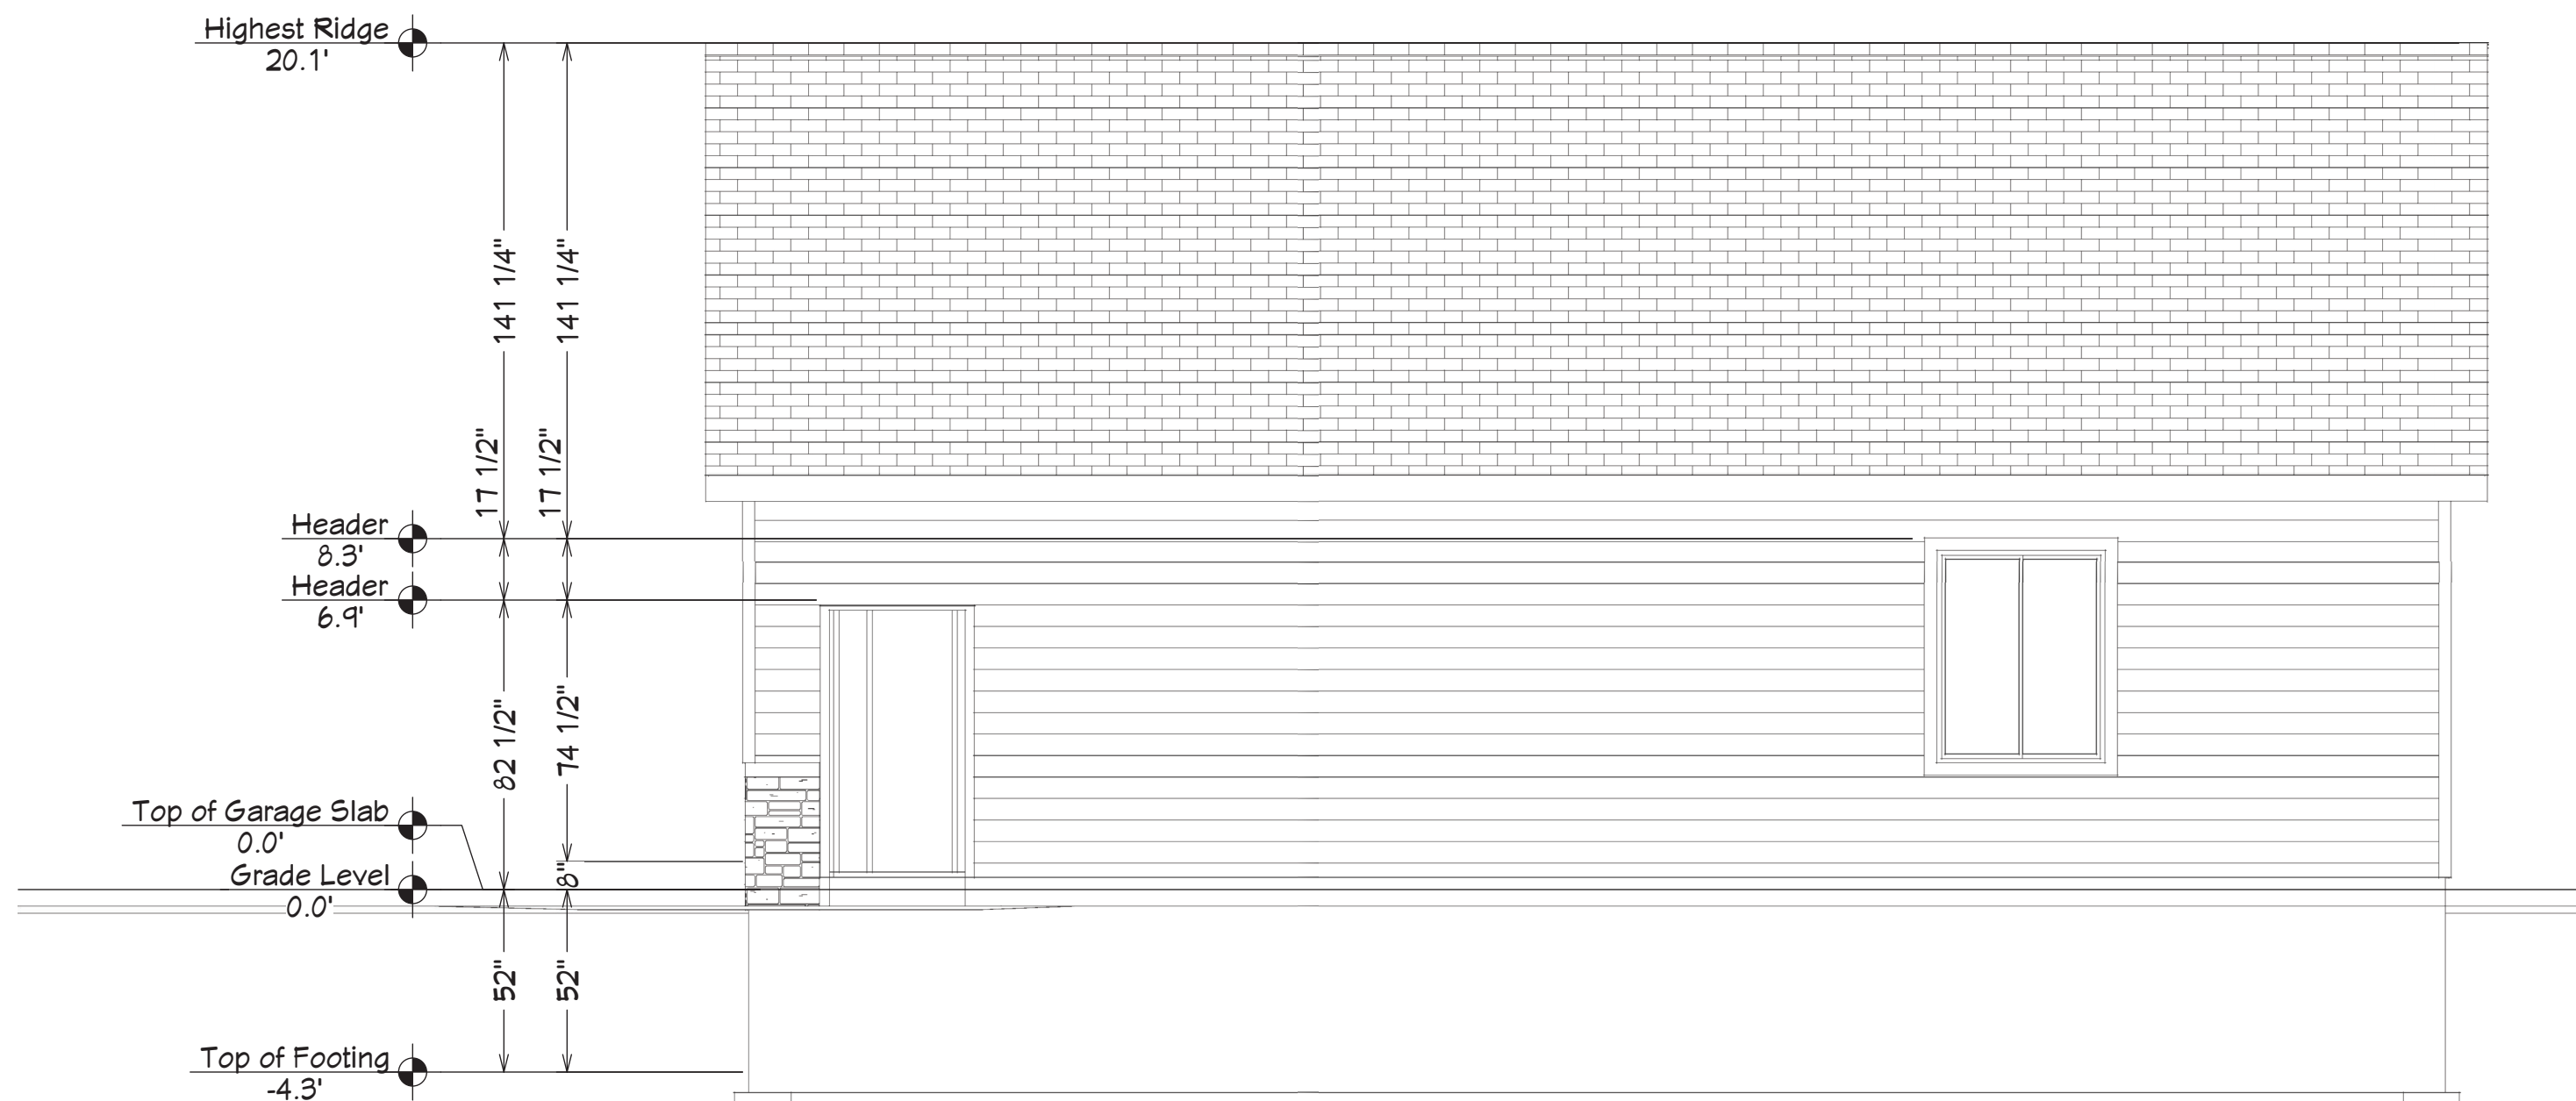 Highest Ridge
20.1'
141 1/4"
141 1/4"
17 1/2"
17 1/2"
Header
8.3'
Header
6.9'
82 1/2"
74 1/2"
Top of Garage Slab
0.0'
8"
Grade Level
0.0'
52"
52"
Top of Footing
-4.3'